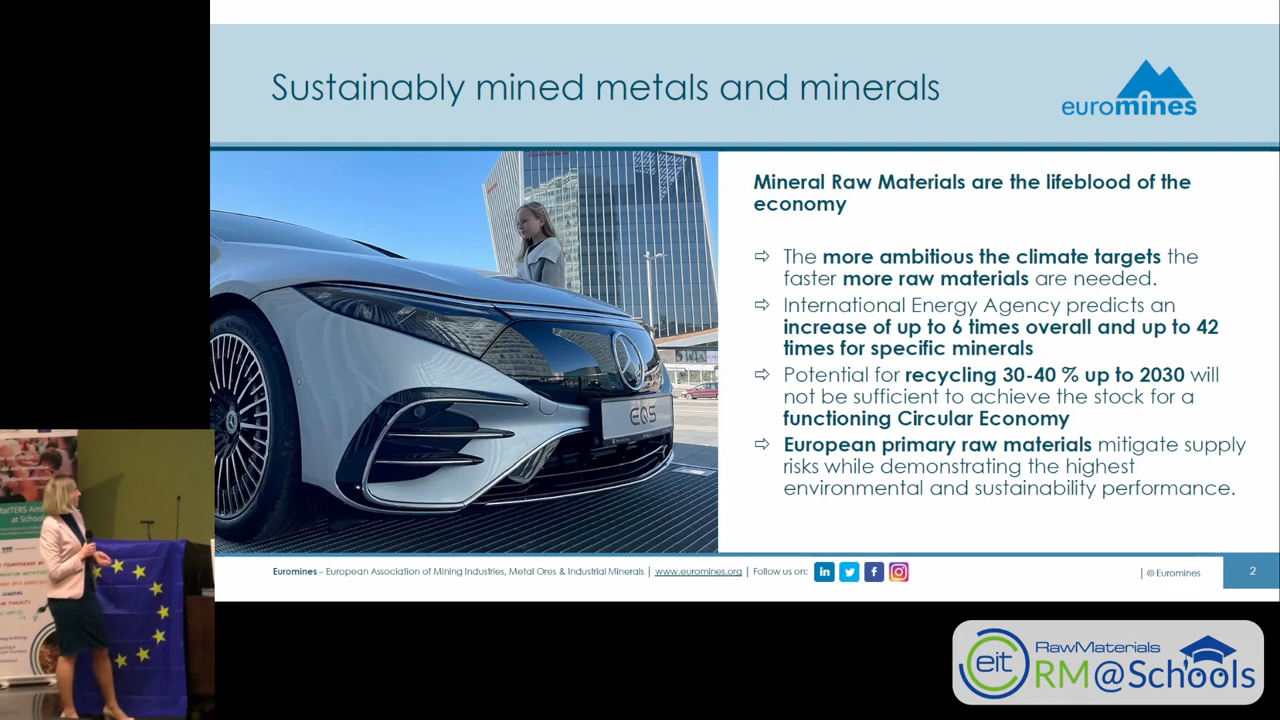 Sustainably mined metals and minerals
euromines
Mineral Raw Materials are the lifeblood of the
economy
⇨ The more ambitious the climate targets the
faster more raw materials are needed.
⇨ International Energy Agency predicts an
increase of up to 6 times overall and up to 42
times for specific minerals
⇨ Potential for recycling 30-40 % up to 2030 will
not be sufficient to achieve the stock for a
functioning Circular Economy
⇨ European primary raw materials mitigate supply
risks while demonstrating the highest
environmental and sustainability performance.
EQS
Euromines – European Association of Mining Industries, Metal Ores & Industrial Minerals | www.euromines.org | Follow us on:
| © Euromines
2
at Schools
eit RawMaterials
RM@Schools